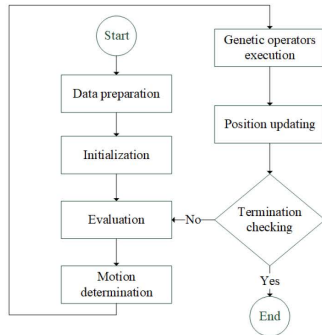 Start
Data preparation
Initialization
Evaluation
Motion
determination
Genetic operators
execution
Position updating
Termination
checking
No
Yes
End